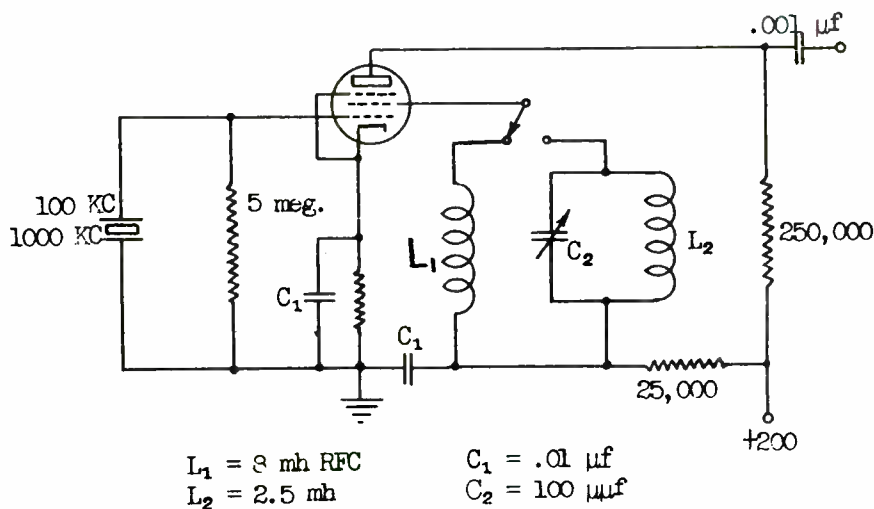 .001 µf
100 KC
1000 KC
5 meg.
L₁
C₂
L₂
250,000
C₁
C₁
25,000
+200
L₁ = 8 mh RFC
C₁ = .01 µf
L₂ = 2.5 mh
C₂ = 100 µµf